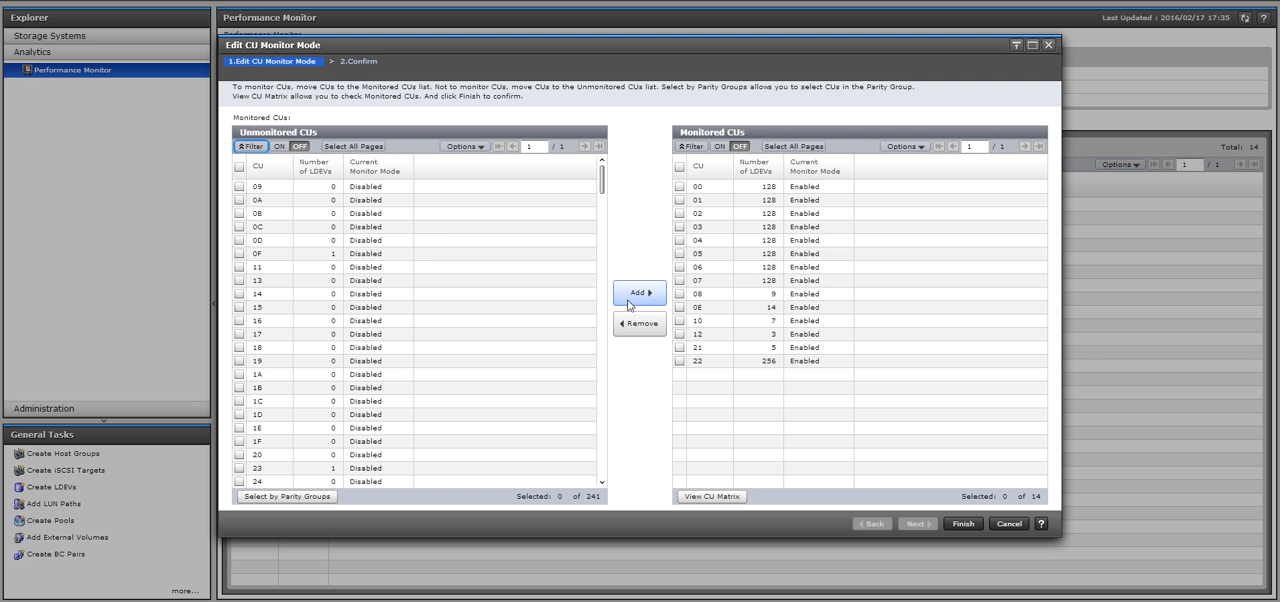 Explorer
Storage Systems
Analytics
Performance Monitor
Administration
General Tasks
Create Host Groups
Create iSCSI Targets
Create LDEVs
Add LUN Paths
Create Pools
Add External Volumes
Create BC Pairs
more...
Performance Monitor
Last Updated : 2016/02/17 17:35
?
Total: 14
Options 1 / 1
Edit CU Monitor Mode
1.Edit CU Monitor Mode > 2.Confirm
To monitor CUs, move CUs to the Monitored CUs list. Not to monitor CUs, move CUs to the Unmonitored CUs list. Select by Parity Groups allows you to select CUs in the Parity Group.
View CU Matrix allows you to check Monitored CUs. And click Finish to confirm.
Monitored CUs:
Unmonitored CUs
Filter ON OFF Select All Pages Options 1 / 1
CU Number of LDEVs Current Monitor Mode
09 0 Disabled
0A 0 Disabled
0B 0 Disabled
0C 0 Disabled
0D 0 Disabled
0F 1 Disabled
11 0 Disabled
13 0 Disabled
14 0 Disabled
15 0 Disabled
16 0 Disabled
17 0 Disabled
18 0 Disabled
19 0 Disabled
1A 0 Disabled
1B 0 Disabled
1C 0 Disabled
1D 0 Disabled
1E 0 Disabled
1F 0 Disabled
20 0 Disabled
23 1 Disabled
24 0 Disabled
Select by Parity Groups Selected: 0 of 241
Add
Remove
Monitored CUs
Filter ON OFF Select All Pages Options 1 / 1
CU Number of LDEVs Current Monitor Mode
00 128 Enabled
01 128 Enabled
02 128 Enabled
03 128 Enabled
04 128 Enabled
05 128 Enabled
06 128 Enabled
07 128 Enabled
08 9 Enabled
0E 14 Enabled
10 7 Enabled
12 3 Enabled
21 5 Enabled
22 256 Enabled
View CU Matrix Selected: 0 of 14
Back Next Finish Cancel ?